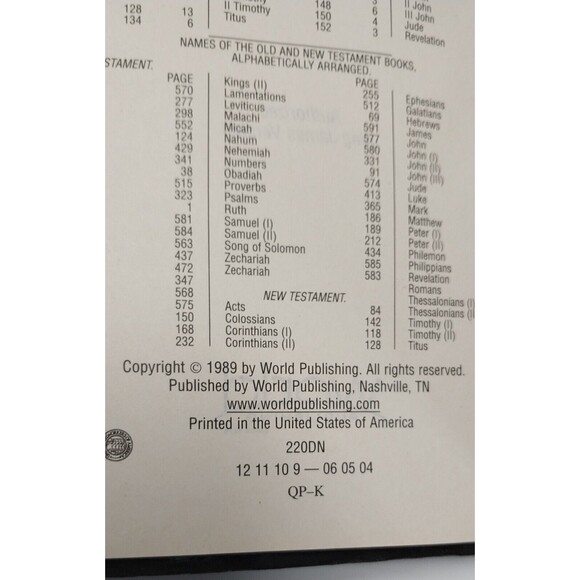 128 13
134 6
II Timothy 148 6
Titus 150 4
152 3
II John
III John
Jude
Revelation
NAMES OF THE OLD AND NEW TESTAMENT BOOKS,
ALPHABETICALLY ARRANGED.
STAMENT.
PAGE
570
277
298
552
124
429
341
38
515
323
1
581
584
563
437
472
347
568
575
150
168
232
PAGE
Kings (II) 255
Lamentations 512
Leviticus 69
Malachi 591
Micah 577
Nahum 580
Nehemiah 331
Numbers 91
Obadiah 574
Proverbs 413
Psalms 365
Ruth 186
Samuel (I) 189
Samuel (II) 212
Song of Solomon 434
Zechariah 585
Zechariah 583
NEW TESTAMENT.
Acts 84
Colossians 142
Corinthians (I) 118
Corinthians (II) 128
Ephesians
Galatians
Hebrews
James
John
John (I)
John (II)
John (III)
Jude
Luke
Mark
Matthew
Peter (I)
Peter (II)
Philemon
Philippians
Revelation
Romans
Thessalonians (I)
Thessalonians (II
Timothy (I)
Timothy (II)
Titus
Copyright © 1989 by World Publishing. All rights reserved.
Published by World Publishing, Nashville, TN
www.worldpublishing.com
Printed in the United States of America
220DN
12 11 10 9 — 06 05 04
QP–K